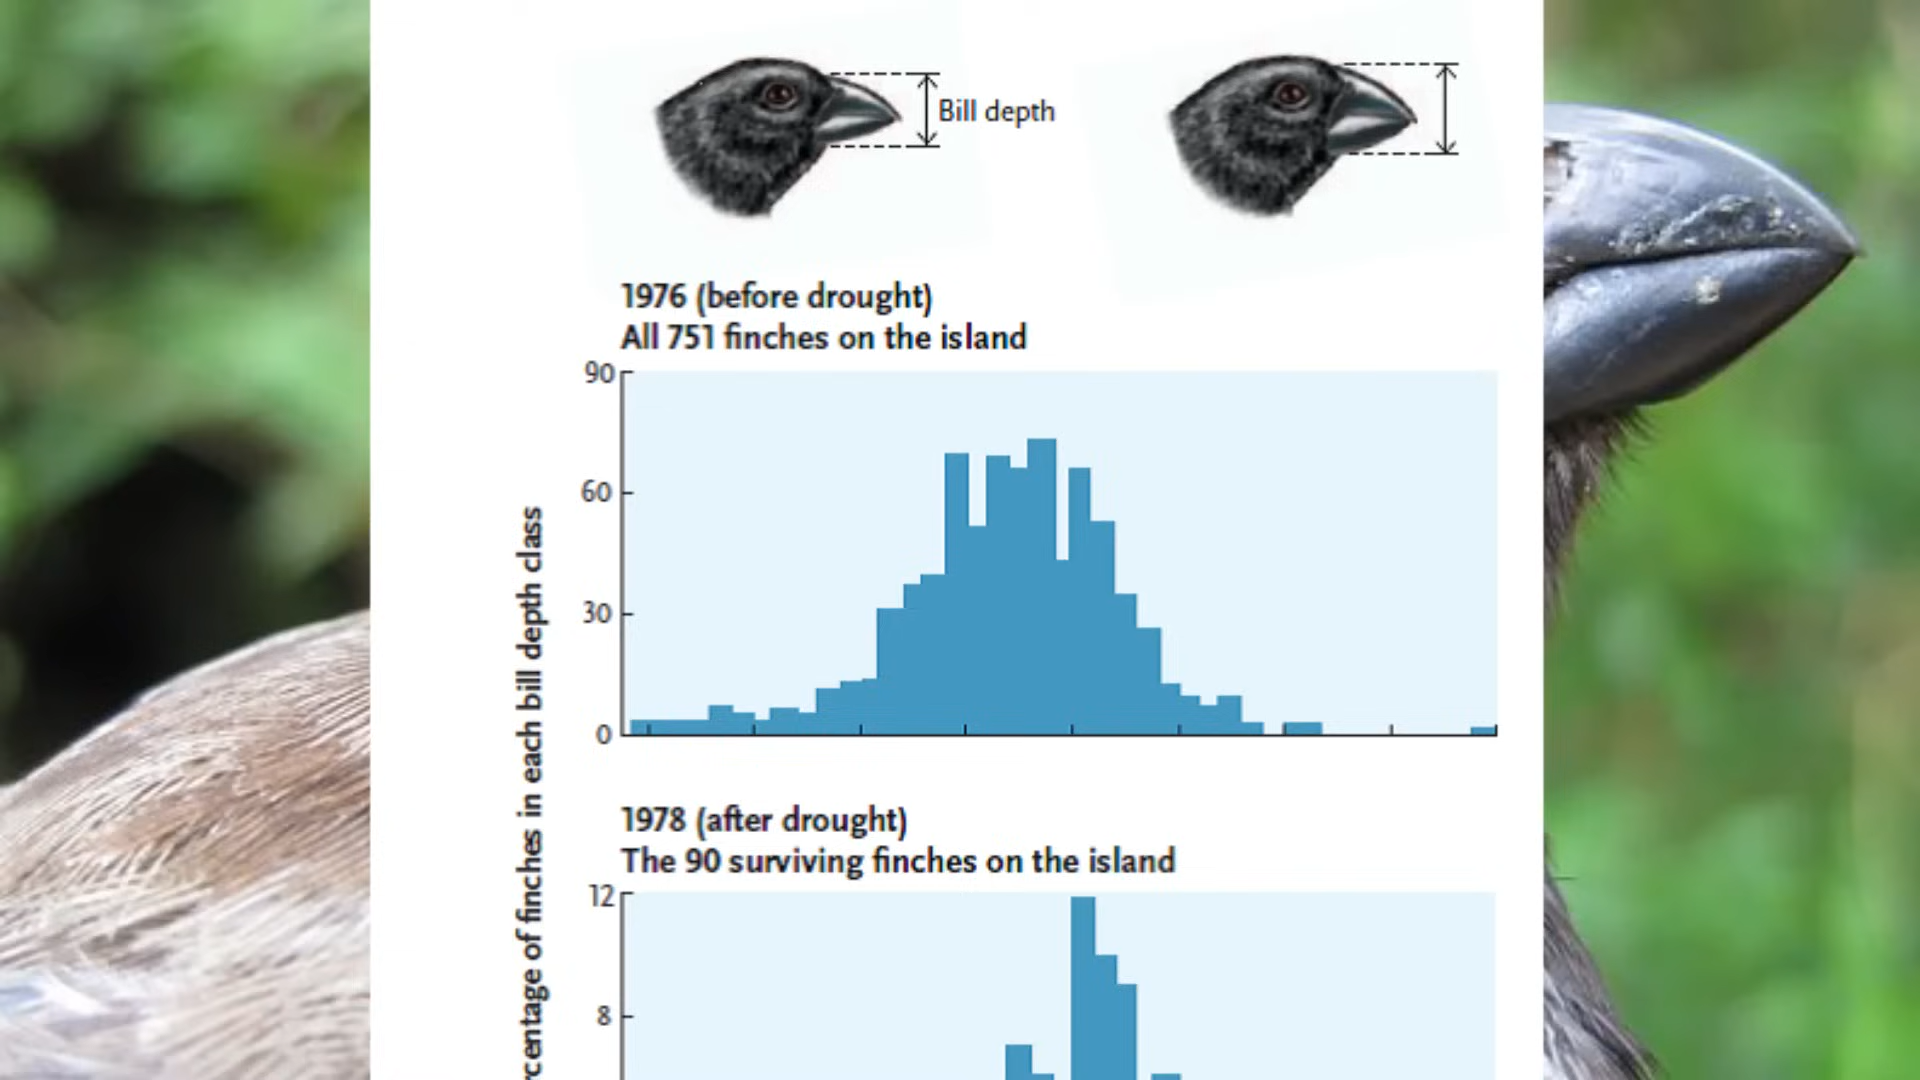 Bill depth
1976 (before drought)
All 751 finches on the island
90
60
30
0
rcentage of finches in each bill depth class
1978 (after drought)
The 90 surviving finches on the island
12
8